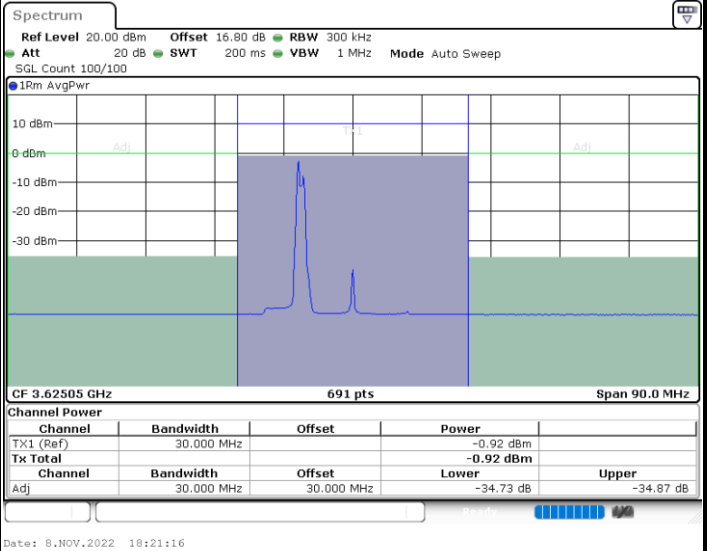 Spectrum
Ref Level 20.00 dBm Offset 16.80 dB RBW 300 kHz
Att 20 dB SWT 200 ms VBW 1 MHz Mode Auto Sweep
SGL Count 100/100
1Rm AvgPwr
10 dBm
TX1
0 dBm Adj Adj
-10 dBm
-20 dBm
-30 dBm
CF 3.62505 GHz 691 pts Span 90.0 MHz
Channel Power
Channel Bandwidth Offset Power
TX1 (Ref) 30.000 MHz -0.92 dBm
Tx Total -0.92 dBm
Channel Bandwidth Offset Lower Upper
Adj 30.000 MHz 30.000 MHz -34.73 dB -34.87 dB
Ready
Date: 8.NOV.2022 18:21:16